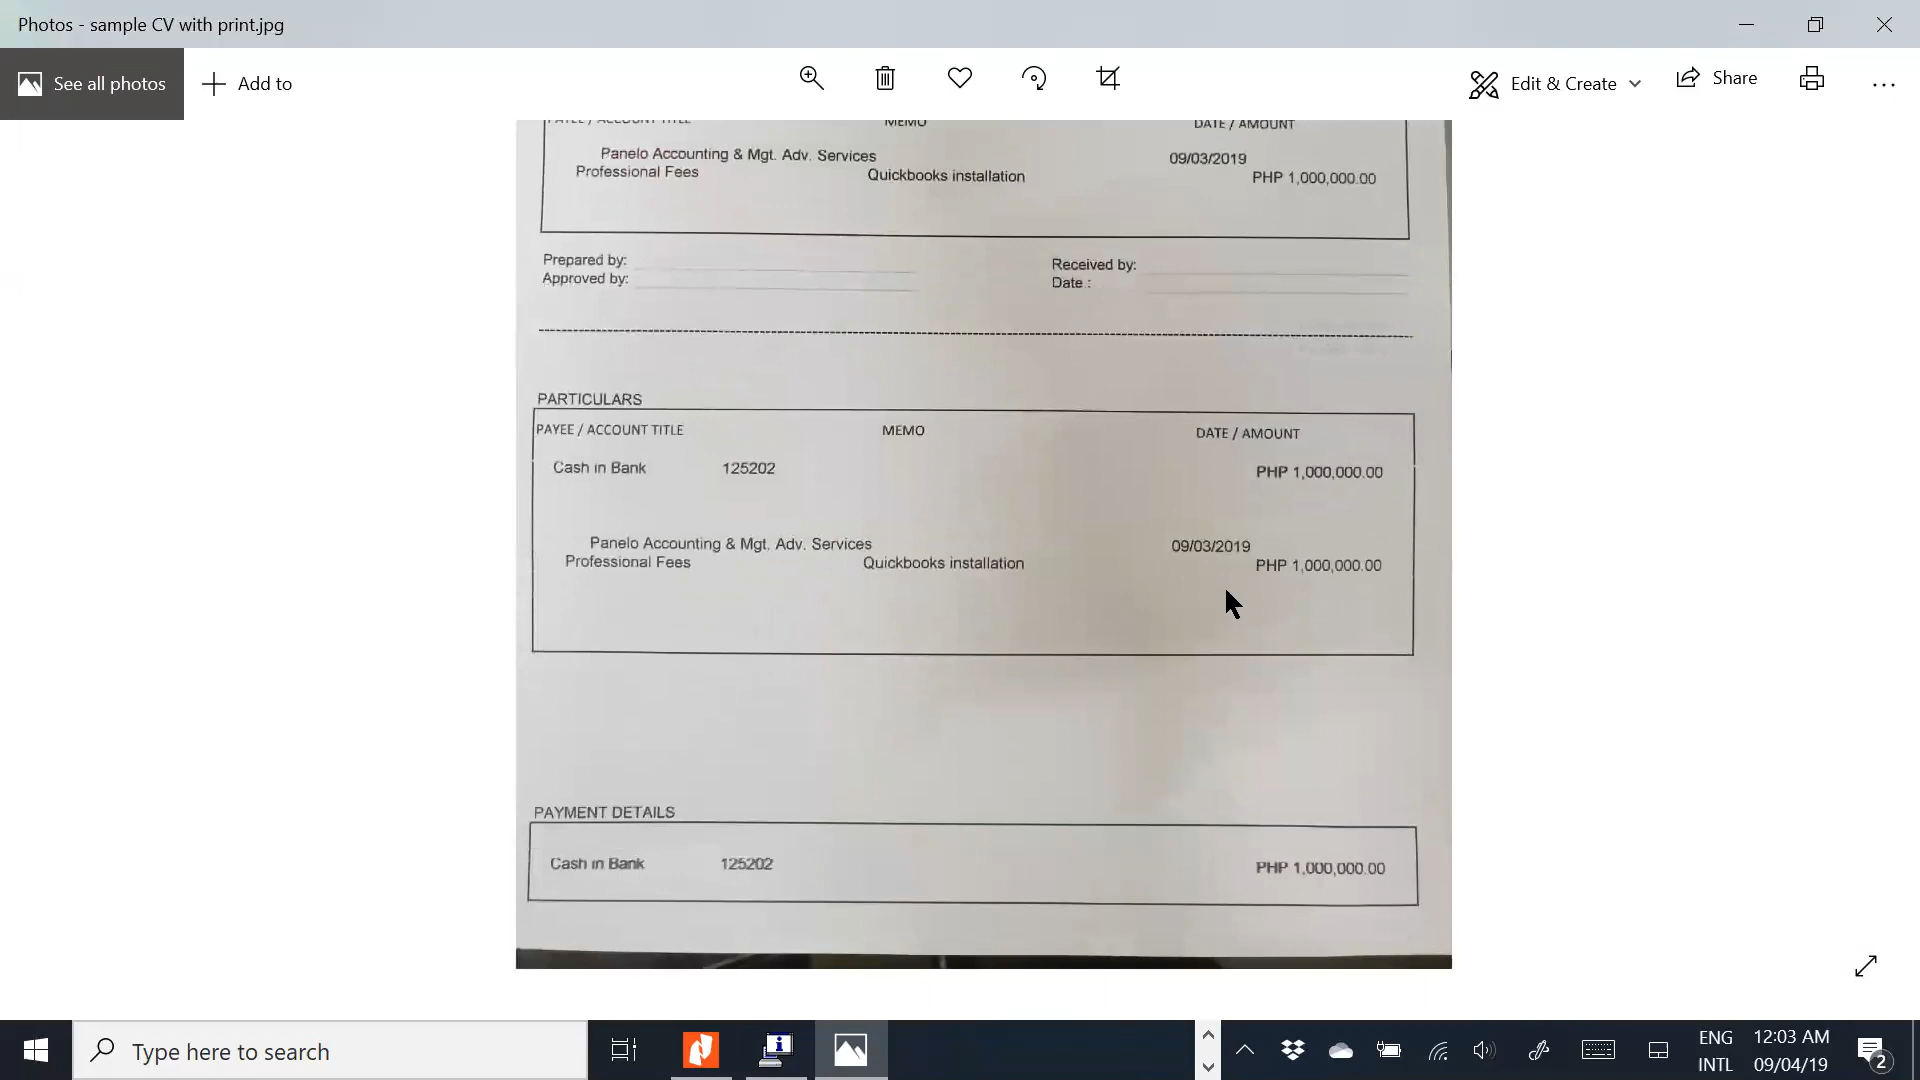 Photos - sample CV with print.jpg
See all photos
Add to
Edit & Create
Share
PAYEE / ACCOUNT TITLE MEMO DATE / AMOUNT
Panelo Accounting & Mgt. Adv. Services 09/03/2019
Professional Fees Quickbooks installation PHP 1,000,000.00
Prepared by: Received by:
Approved by: Date :
PARTICULARS
PAYEE / ACCOUNT TITLE MEMO DATE / AMOUNT
Cash in Bank 125202 PHP 1,000,000.00
Panelo Accounting & Mgt. Adv. Services 09/03/2019
Professional Fees Quickbooks installation PHP 1,000,000.00
PAYMENT DETAILS
Cash in Bank 125202 PHP 1,000,000.00
Type here to search
ENG 12:03 AM
INTL 09/04/19
2